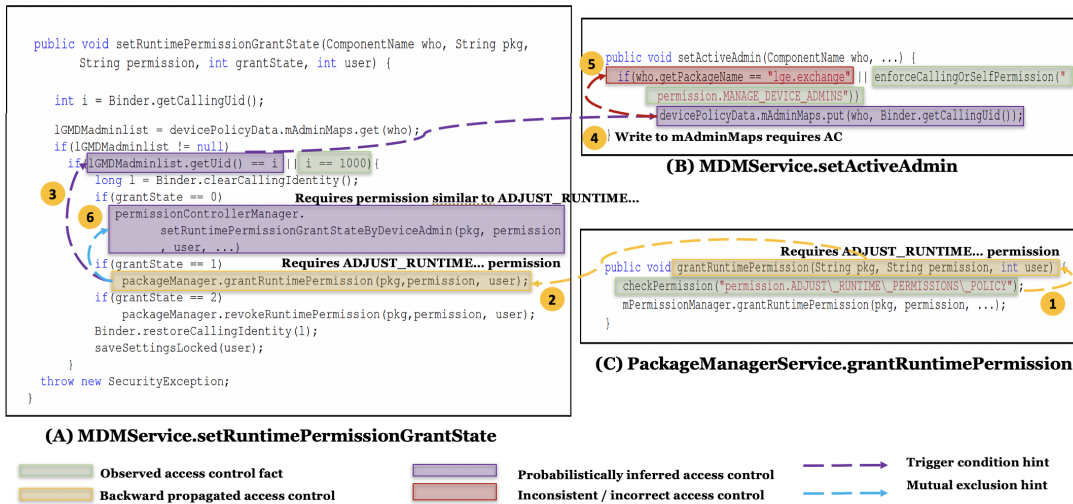 public void setRuntimePermissionGrantState(ComponentName who, String pkg,
String permission, int grantState, int user) {
int i = Binder.getCallingUid();
lGMDMadminlist = devicePolicyData.mAdminMaps.get(who);
if(lGMDMadminlist != null)
if(lGMDMadminlist.getUid() == i || i == 1000){
3
long l = Binder.clearCallingIdentity();
if(grantState == 0)
Requires permission similar to ADJUST_RUNTIME...
6
permissionControllerManager.
setRuntimePermissionGrantStateByDeviceAdmin(pkg, permission
, user, ...)
if(grantState == 1)
Requires ADJUST_RUNTIME... permission
packageManager.grantRuntimePermission(pkg,permission, user);
2
if(grantState == 2)
packageManager.revokeRuntimePermission(pkg,permission, user);
Binder.restoreCallingIdentity(l);
saveSettingsLocked(user);
}
throw new SecurityException;
}
(A) MDMService.setRuntimePermissionGrantState
public void setActiveAdmin(ComponentName who, ...) {
5
if(who.getPackageName == "lge.exchange" || enforceCallingOrSelfPermission("
permission.MANAGE_DEVICE_ADMINS"))
devicePolicyData.mAdminMaps.put(who, Binder.getCallingUid());
4
} Write to mAdminMaps requires AC
(B) MDMService.setActiveAdmin
Requires ADJUST_RUNTIME... permission
public void grantRuntimePermission(String pkg, String permission, int user) {
checkPermission("permission.ADJUST\_RUNTIME\_PERMISSIONS\_POLICY");
1
mPermissionManager.grantRuntimePermission(pkg, permission, ...);
}
(C) PackageManagerService.grantRuntimePermission
Observed access control fact
Backward propagated access control
Probabilistically inferred access control
Inconsistent / incorrect access control
Trigger condition hint
Mutual exclusion hint